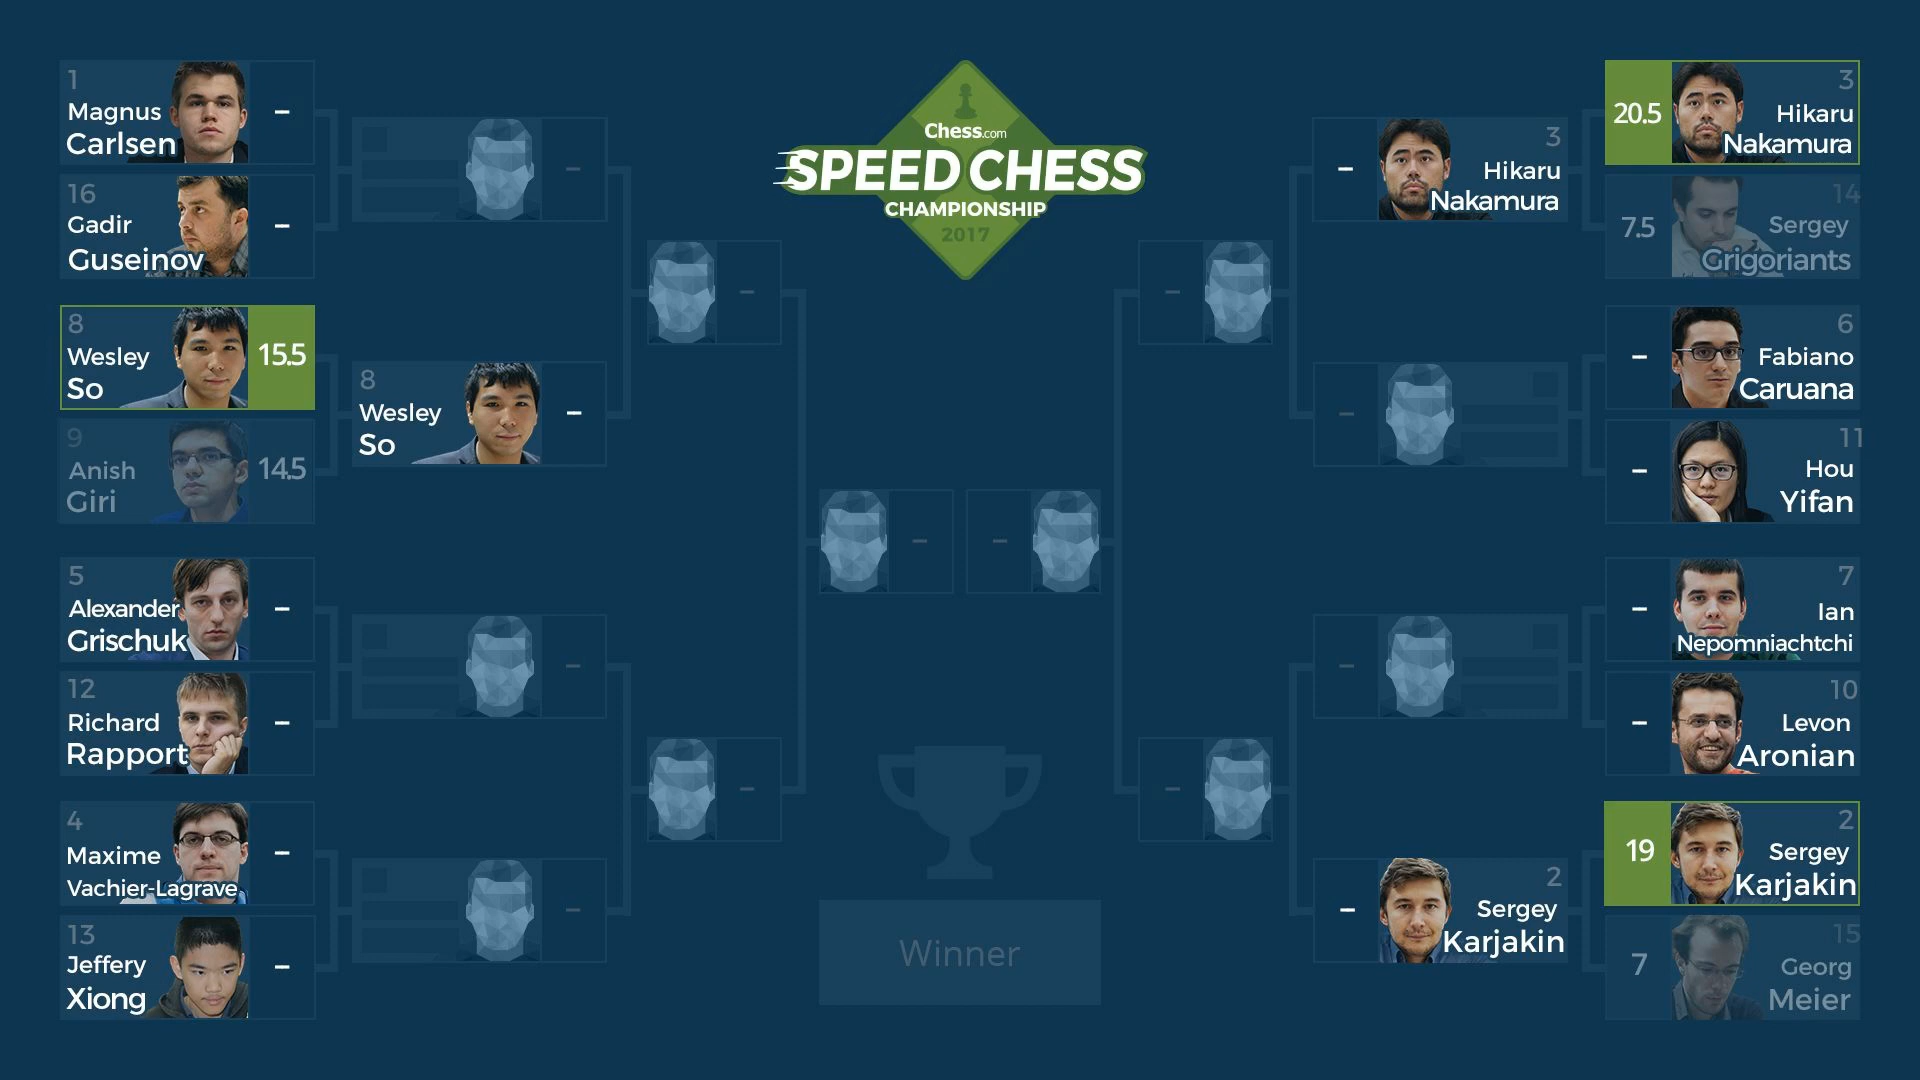 Chess.com
SPEED CHESS
CHAMPIONSHIP
2017
1
Magnus
Carlsen
–
16
Gadir
Guseinov
–
8
Wesley
So
15.5
9
Anish
Giri
14.5
5
Alexander
Grischuk
–
12
Richard
Rapport
–
4
Maxime
Vachier-Lagrave
–
13
Jeffery
Xiong
–
–
8
Wesley
So
–
–
–
–
–
–
–
Winner
–
–
3
Hikaru
Nakamura
–
–
–
2
Sergey
Karjakin
–
3
Hikaru
Nakamura
20.5
14
Sergey
Grigoriants
7.5
6
Fabiano
Caruana
–
11
Hou
Yifan
–
7
Ian
Nepomniachtchi
–
10
Levon
Aronian
–
2
Sergey
Karjakin
19
15
Georg
Meier
7